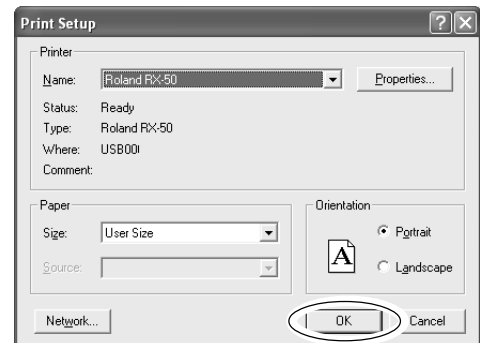 Print Setup
Printer
Name: Roland RX-50 Properties...
Status: Ready
Type: Roland RX-50
Where: USB00
Comment:
Paper
Size: User Size
Source:
Orientation
A
Portrait
Landscape
Network... OK Cancel